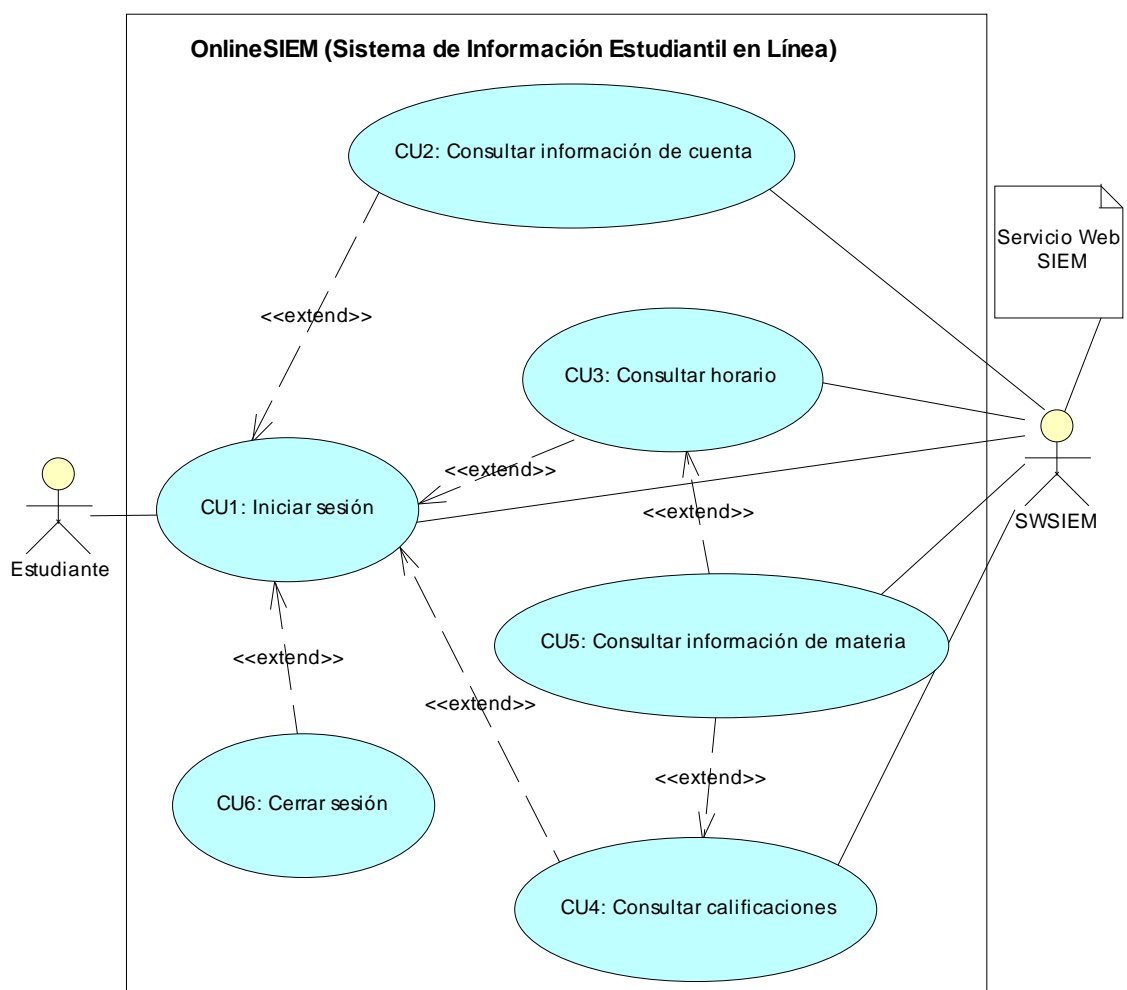 OnlineSIEM (Sistema de Información Estudiantil en Línea)
CU2: Consultar información de cuenta
Servicio Web
SIEM
<<extend>>
CU3: Consultar horario
<<extend>>
CU1: Iniciar sesión
<<extend>>
SWSIEM
Estudiante
CU5: Consultar información de materia
<<extend>>
<<extend>>
<<extend>>
CU6: Cerrar sesión
CU4: Consultar calificaciones